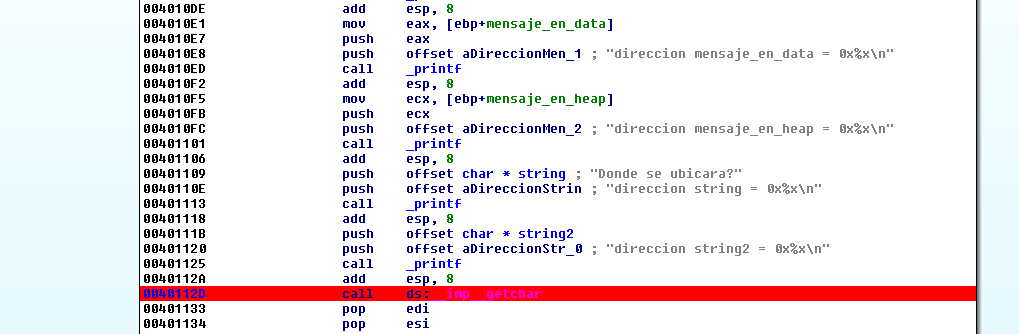 004010DE add esp, 8
004010E1 mov eax, [ebp+mensaje_en_data]
004010E7 push eax
004010E8 push offset aDireccionMen_1 ; "direccion mensaje_en_data = 0x%x\n"
004010ED call _printf
004010F2 add esp, 8
004010F5 mov ecx, [ebp+mensaje_en_heap]
004010FB push ecx
004010FC push offset aDireccionMen_2 ; "direccion mensaje_en_heap = 0x%x\n"
00401101 call _printf
00401106 add esp, 8
00401109 push offset char * string ; "Donde se ubicara?"
0040110E push offset aDireccionStrin ; "direccion string = 0x%x\n"
00401113 call _printf
00401118 add esp, 8
0040111B push offset char * string2
00401120 push offset aDireccionStr_0 ; "direccion string2 = 0x%x\n"
00401125 call _printf
0040112A add esp, 8
0040112D call ds:__imp__getchar
00401133 pop edi
00401134 pop esi